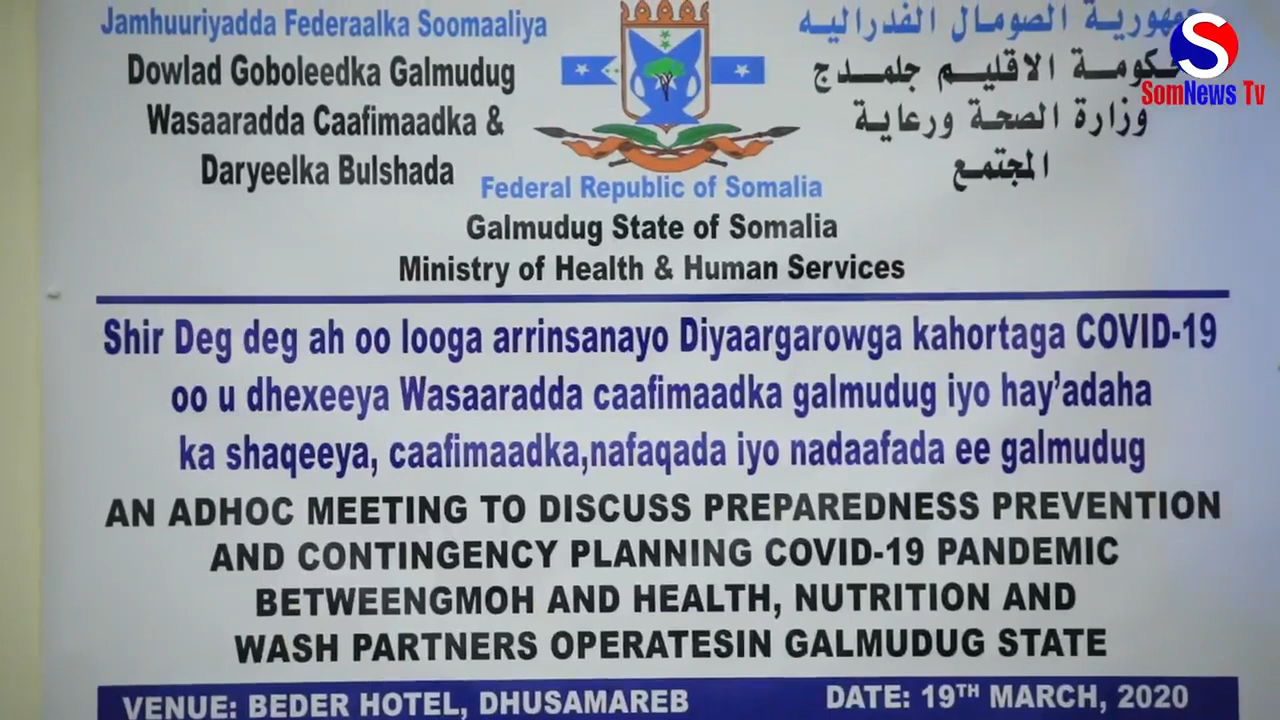 Jamhuuriyadda Federaalka Soomaaliya
Dowlad Goboleedka Galmudug
Wasaaradda Caafimaadka &
Daryeelka Bulshada
جمهورية الصومال الفدراليه
حكومة الاقليم جلمدج
وزارة الصحة ورعاية
المجتمع
S
SomNews Tv
Federal Republic of Somalia
Galmudug State of Somalia
Ministry of Health & Human Services
Shir Deg deg ah oo looga arrinsanayo Diyaargarowga kahortaga COVID-19
oo u dhexeeya Wasaaradda caafimaadka galmudug iyo hay'adaha
ka shaqeeya, caafimaadka,nafaqada iyo nadaafada ee galmudug
AN ADHOC MEETING TO DISCUSS PREPAREDNESS PREVENTION
AND CONTINGENCY PLANNING COVID-19 PANDEMIC
BETWEENGMOH AND HEALTH, NUTRITION AND
WASH PARTNERS OPERATESIN GALMUDUG STATE
VENUE: BEDER HOTEL, DHUSAMAREB DATE: 19TH MARCH, 2020